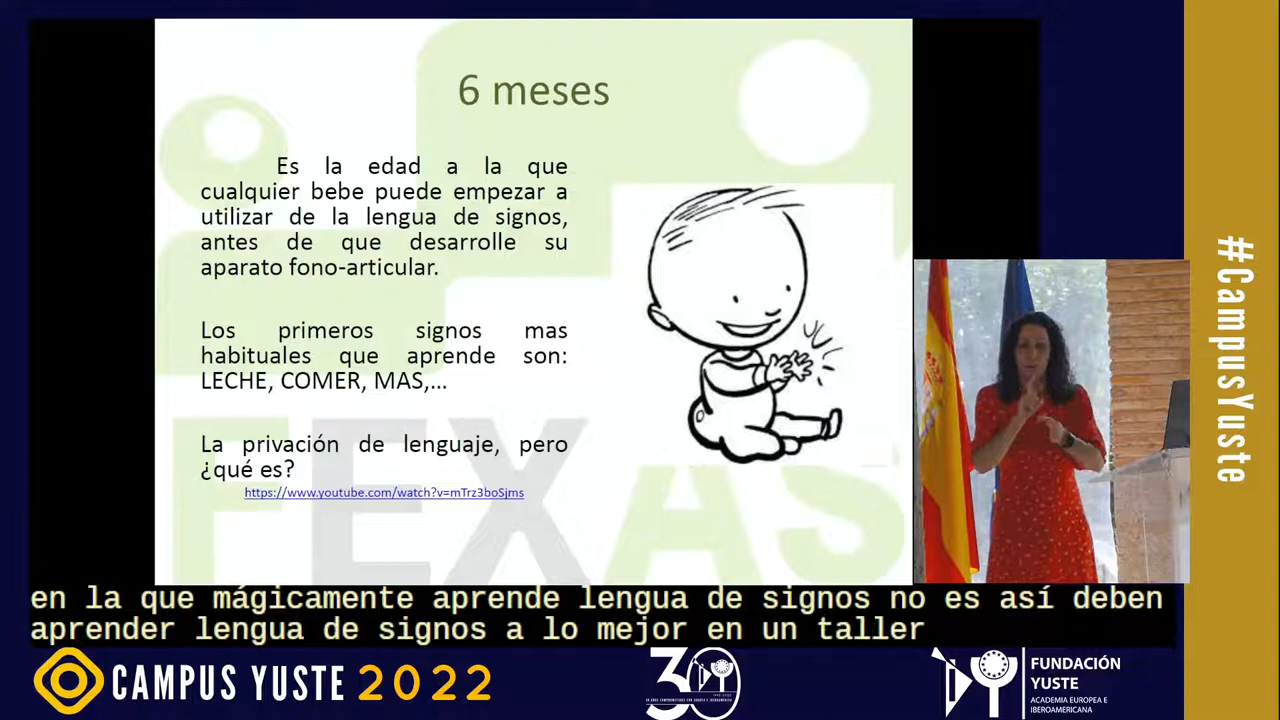 6 meses
Es la edad a la que
cualquier bebe puede empezar a
utilizar de la lengua de signos,
antes de que desarrolle su
aparato fono-articular.
Los primeros signos mas
habituales que aprende son:
LECHE, COMER, MAS,...
La privación de lenguaje, pero
¿qué es?
https://www.youtube.com/watch?v=mTrz3boSjms
FEXAS
#CampusYuste
en la que mágicamente aprende lengua de signos no es así deben
aprender lengua de signos a lo mejor en un taller
CAMPUS YUSTE 2022
30
FUNDACIÓN
YUSTE
ACADEMIA EUROPEA E
IBEROAMERICANA